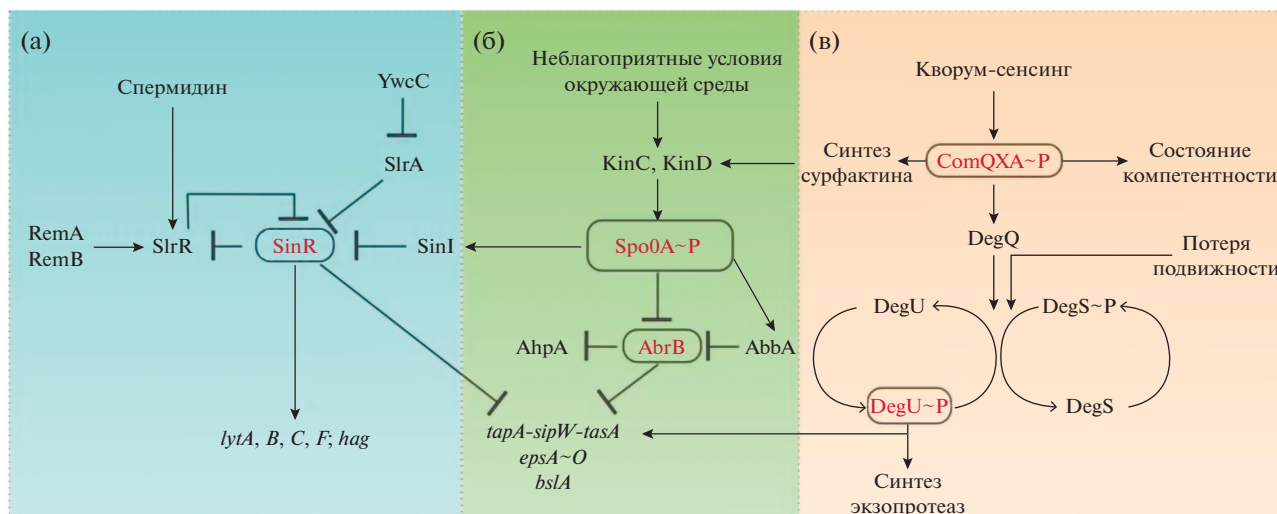 (а)
Спермидин
YwcC
SlrA
RemA
RemB
SlrR
SinR
SinI
lytA, B, C, F; hag
(б)
Неблагоприятные условия
окружающей среды
KinC, KinD
Spo0A~P
AhpA
AbrB
AbbA
tapA-sipW-tasA
epsA~O
bslA
(в)
Кворум-сенсинг
Синтез
сурфактина
ComQXA~P
Состояние
компетентности
DegQ
Потеря
подвижности
DegU
DegS~P
DegU~P
DegS
Синтез
экзопротеаз